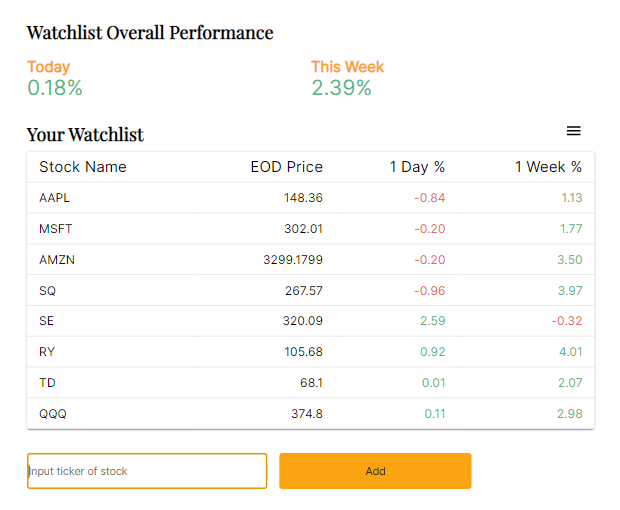 Watchlist Overall Performance
Today This Week
0.18% 2.39%
Your Watchlist
Stock Name EOD Price 1 Day % 1 Week %
AAPL 148.36 -0.84 1.13
MSFT 302.01 -0.20 1.77
AMZN 3299.1799 -0.20 3.50
SQ 267.57 -0.96 3.97
SE 320.09 2.59 -0.32
RY 105.68 0.92 4.01
TD 68.1 0.01 2.07
QQQ 374.8 0.11 2.98
Input ticker of stock Add